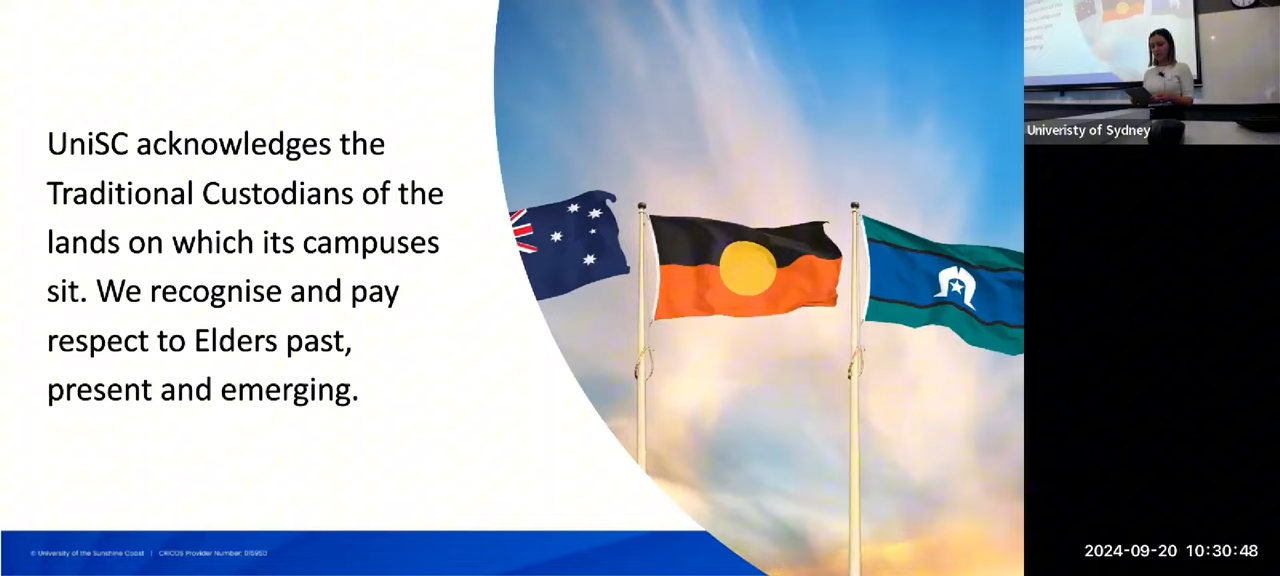 UniSC acknowledges the
Traditional Custodians of the
lands on which its campuses
sit. We recognise and pay
respect to Elders past,
present and emerging.
© University of the Sunshine Coast | CRICOS Provider Number: 01595D
Univeristy of Sydney
2024-09-20 10:30:48